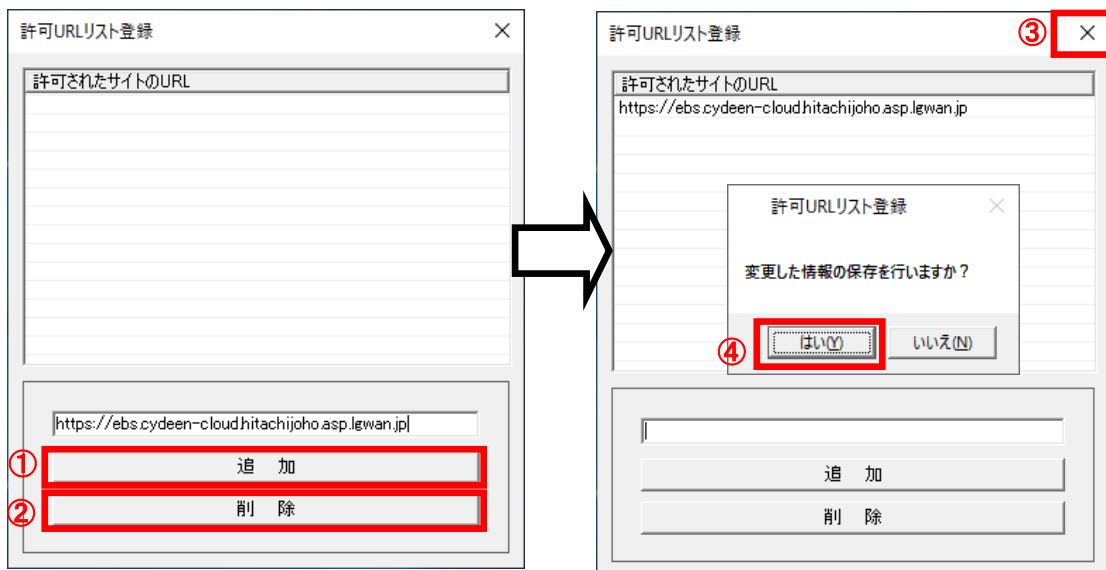 許可URLリスト登録
許可されたサイトのURL
https://ebs.cydeen-cloud.hitachijoho.asp.lgwan.jp
① 追 加
② 削 除
許可URLリスト登録 ③
許可されたサイトのURL
https://ebs.cydeen-cloud.hitachijoho.asp.lgwan.jp
許可URLリスト登録
変更した情報の保存を行いますか？
④ はい(Y) いいえ(N)
追 加
削 除